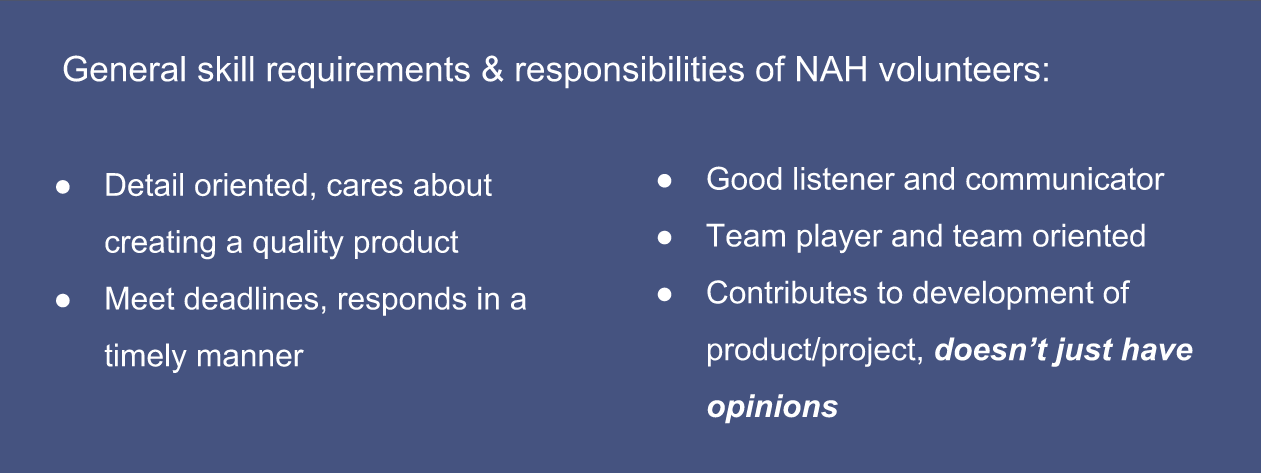 General skill requirements & responsibilities of NAH volunteers:
● Detail oriented, cares about
creating a quality product
● Meet deadlines, responds in a
timely manner
● Good listener and communicator
● Team player and team oriented
● Contributes to development of
product/project, doesn’t just have
opinions